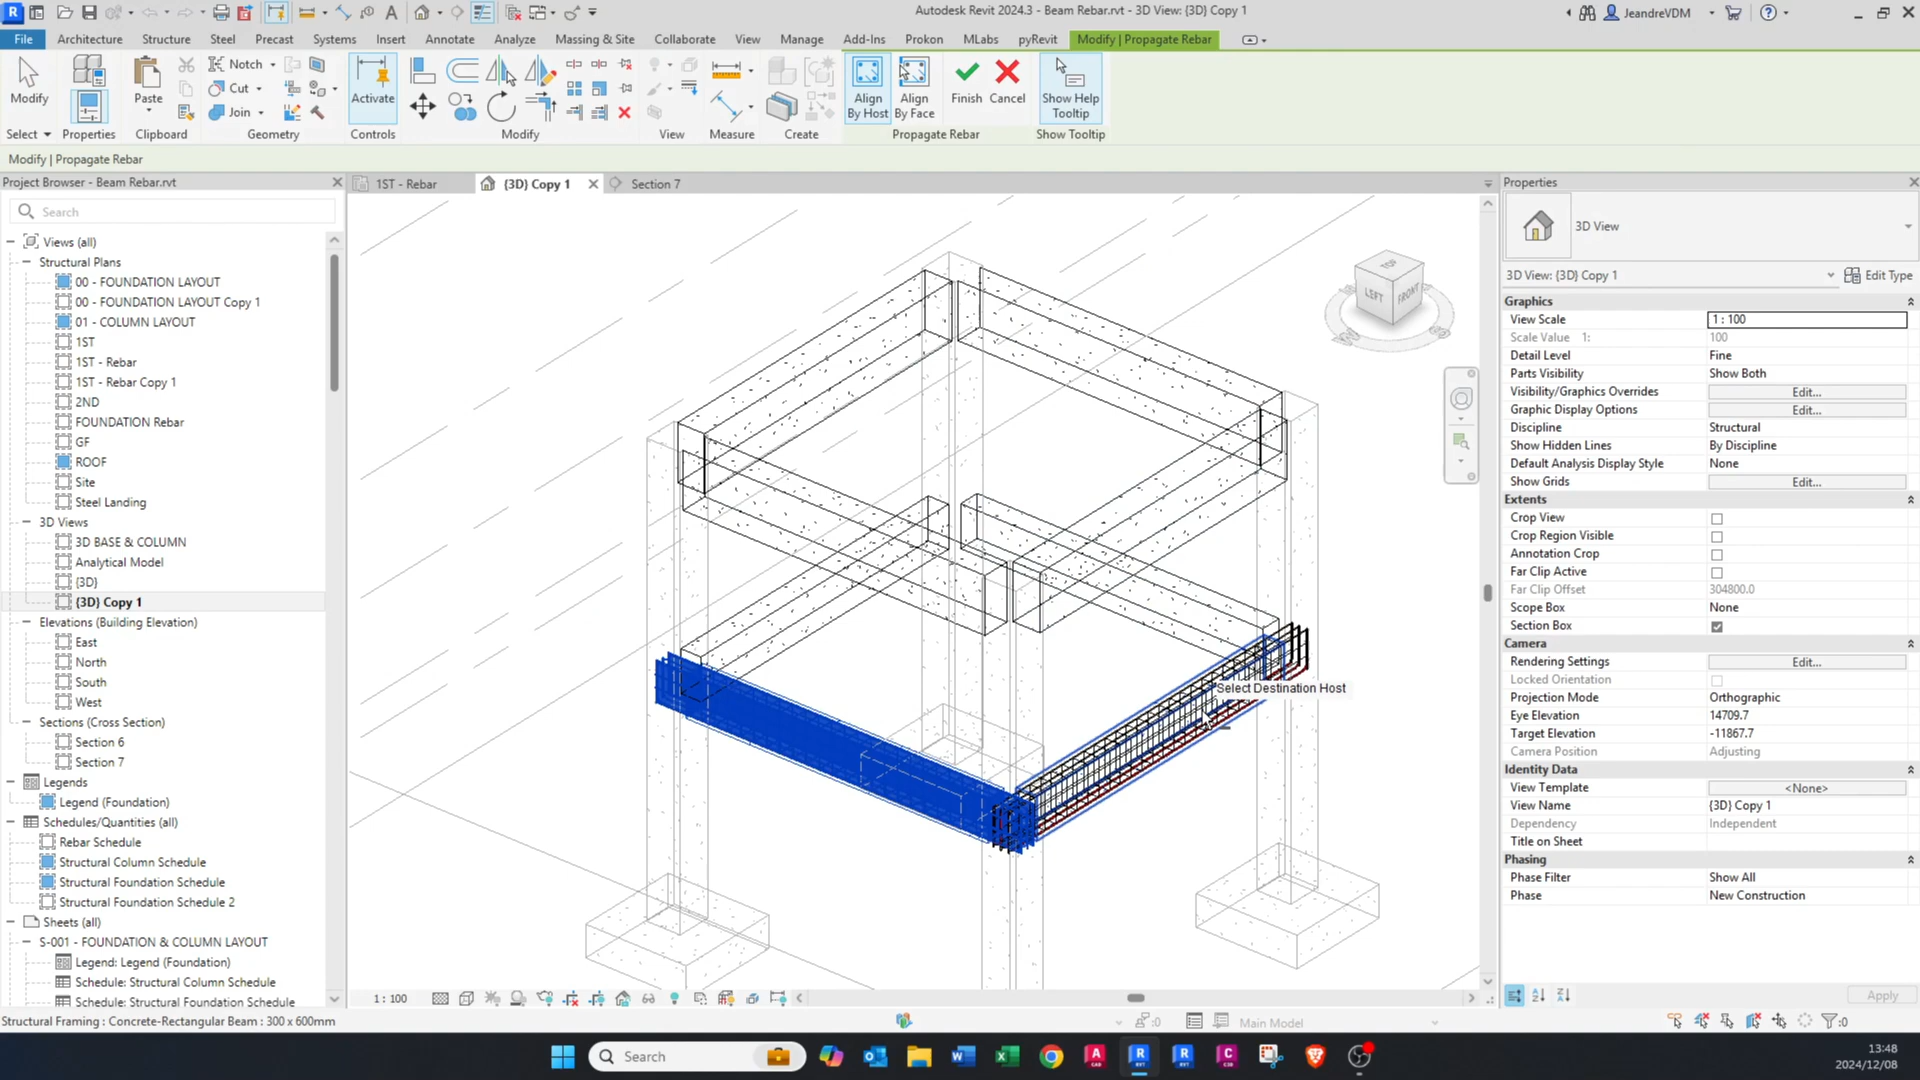 Autodesk Revit 2024.3 - Beam Rebar.rvt - 3D View: {3D} Copy 1
JeandreVDM
File Architecture Structure Steel Precast Systems Insert Annotate Analyze Massing & Site Collaborate View Manage Add-Ins Prokon MLabs pyRevit Modify | Propagate Rebar
Notch
Cut
Join
Modify
Paste
Activate
Align By Host
Align By Face
Finish Cancel
Show Help Tooltip
Select Properties Clipboard Geometry Controls Modify View Measure Create Propagate Rebar Show Tooltip
Modify | Propagate Rebar
Project Browser - Beam Rebar.rvt
Search
Views (all)
Structural Plans
00 - FOUNDATION LAYOUT
00 - FOUNDATION LAYOUT Copy 1
01 - COLUMN LAYOUT
1ST
1ST - Rebar
1ST - Rebar Copy 1
2ND
FOUNDATION Rebar
GF
ROOF
Site
Steel Landing
3D Views
3D BASE & COLUMN
Analytical Model
{3D}
{3D} Copy 1
Elevations (Building Elevation)
East
North
South
West
Sections (Cross Section)
Section 6
Section 7
Legends
Legend (Foundation)
Schedules/Quantities (all)
Rebar Schedule
Structural Column Schedule
Structural Foundation Schedule
Structural Foundation Schedule 2
Sheets (all)
S-001 - FOUNDATION & COLUMN LAYOUT
Legend: Legend (Foundation)
Schedule: Structural Column Schedule
Schedule: Structural Foundation Schedule
1ST - Rebar
{3D} Copy 1
Section 7
TOP
LEFT
FRONT
Select Destination Host
1 : 100
Properties
3D View
3D View: {3D} Copy 1
Edit Type
Graphics
View Scale 1 : 100
Scale Value 1: 100
Detail Level Fine
Parts Visibility Show Both
Visibility/Graphics Overrides Edit...
Graphic Display Options Edit...
Discipline Structural
Show Hidden Lines By Discipline
Default Analysis Display Style None
Show Grids Edit...
Extents
Crop View
Crop Region Visible
Annotation Crop
Far Clip Active
Far Clip Offset 304800.0
Scope Box None
Section Box
Camera
Rendering Settings Edit...
Locked Orientation
Projection Mode Orthographic
Eye Elevation 14709.7
Target Elevation -11867.7
Camera Position Adjusting
Identity Data
View Template <None>
View Name {3D} Copy 1
Dependency Independent
Title on Sheet
Phasing
Phase Filter Show All
Phase New Construction
Apply
Structural Framing : Concrete-Rectangular Beam : 300 x 600mm
:0
Main Model
:0
Search
13:48
2024/12/08